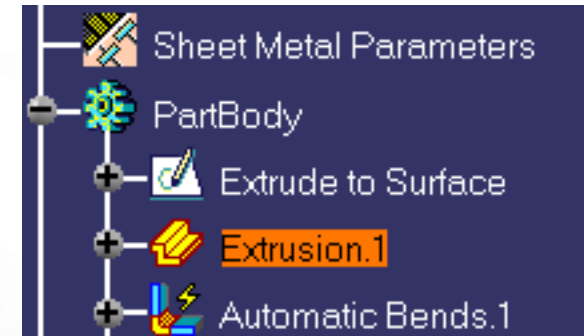 Sheet Metal Parameters
PartBody
Extrude to Surface
Extrusion.1
Automatic Bends.1